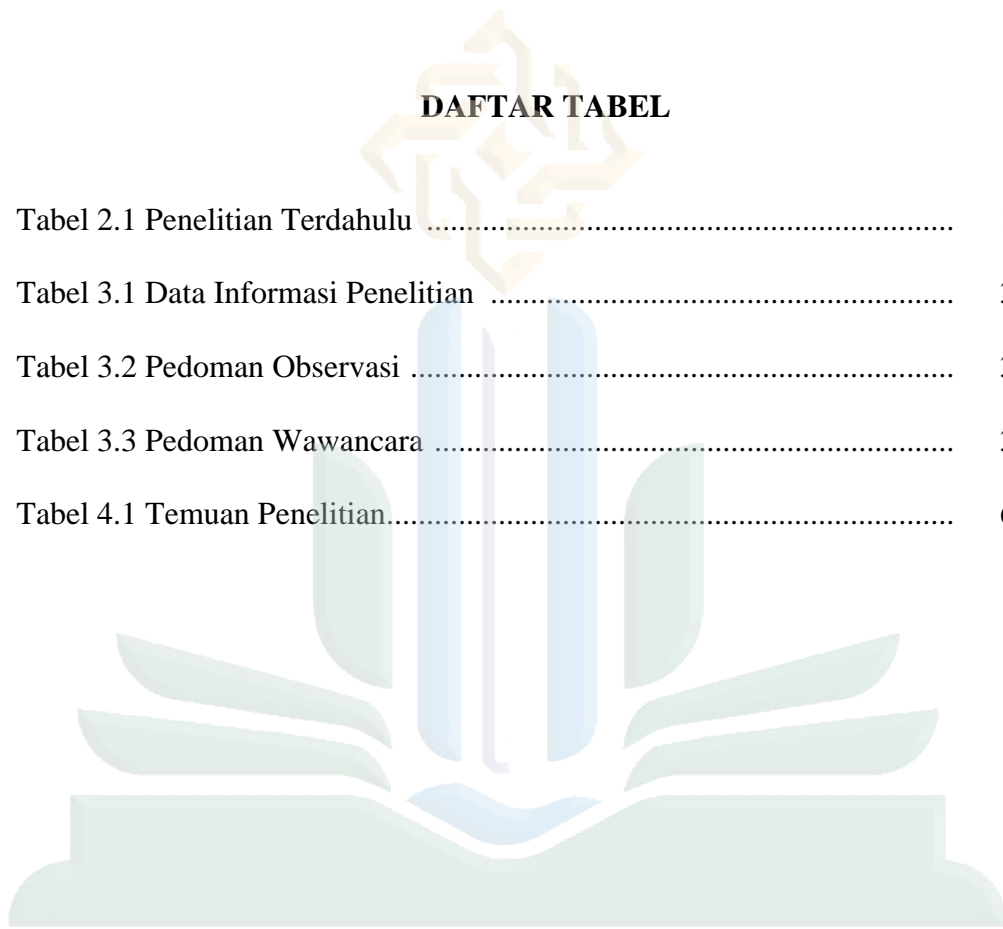 DAFTAR TABEL
Tabel 2.1 Penelitian Terdahulu ..................................................................
Tabel 3.1 Data Informasi Penelitian ..........................................................
Tabel 3.2 Pedoman Observasi ....................................................................
Tabel 3.3 Pedoman Wawancara .................................................................
Tabel 4.1 Temuan Penelitian.......................................................................